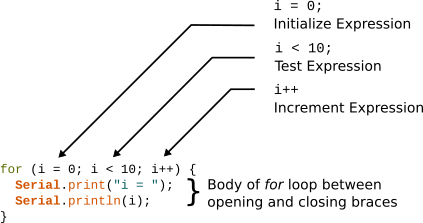 i = 0;
Initialize Expression
i < 10;
Test Expression
i++
Increment Expression
for (i = 0; i < 10; i++) {
  Serial.print("i = ");
  Serial.println(i);
}
} Body of for loop between
opening and closing braces